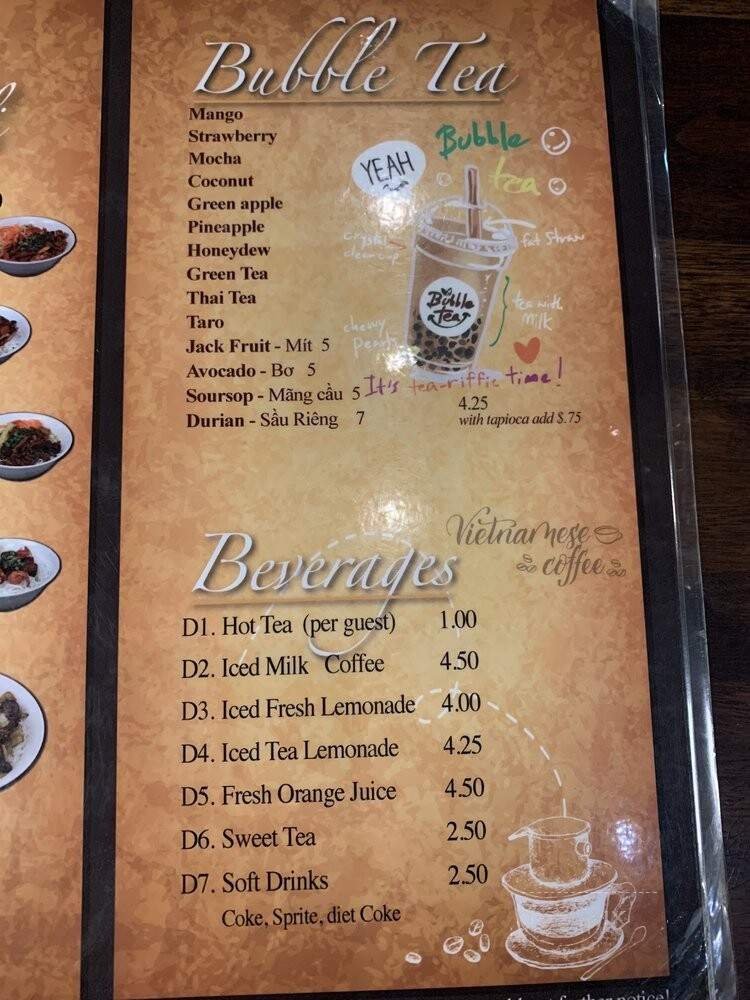 Bubble Tea
Mango
Strawberry
Mocha
Coconut
Green apple
Pineapple
Honeydew
Green Tea
Thai Tea
Taro
Jack Fruit - Mít 5
Avocado - Bơ 5
Soursop - Mãng cầu 5
Durian - Sầu Riêng 7
YEAH
Bubble
tea
crystal
clear cup
fat straw
Bubble
tea
tea with
milk
chewy
pearls
It's tea-riffic time!
4.25
with tapioca add $.75
Vietnamese
coffee
Beverages
D1. Hot Tea (per guest) 1.00
D2. Iced Milk Coffee 4.50
D3. Iced Fresh Lemonade 4.00
D4. Iced Tea Lemonade 4.25
D5. Fresh Orange Juice 4.50
D6. Sweet Tea 2.50
D7. Soft Drinks 2.50
Coke, Sprite, diet Coke
further notice!